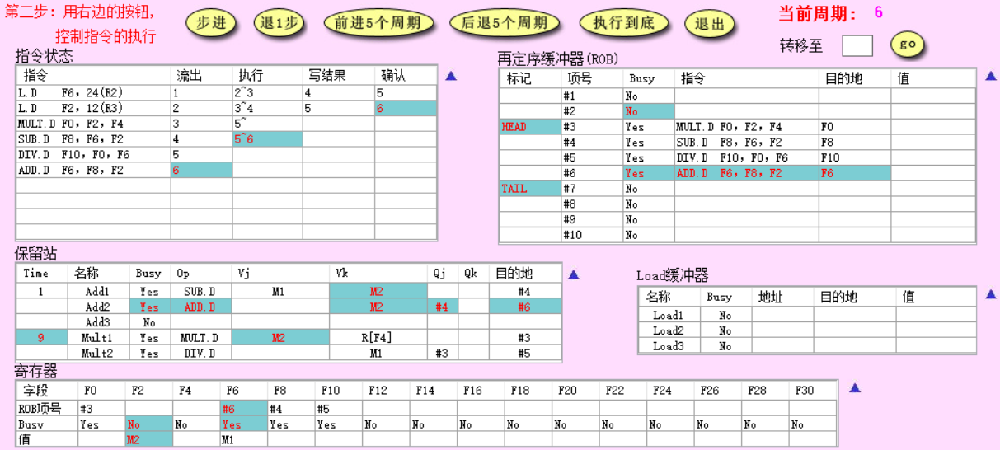 第二步：用右边的按钮，
控制指令的执行
步进 退1步 前进5个周期 后退5个周期 执行到底 退出
当前周期： 6
转移至 go
指令状态
指令 流出 执行 写结果 确认
L.D F6，24(R2) 1 2~3 4 5
L.D F2，12(R3) 2 3~4 5 6
MULT.D F0，F2，F4 3 5~
SUB.D F8，F6，F2 4 5~6
DIV.D F10，F0，F6 5
ADD.D F6，F8，F2 6
再定序缓冲器(ROB)
标记 项号 Busy 指令 目的地 值
#1 No
#2 No
HEAD #3 Yes MULT.D F0，F2，F4 F0
#4 Yes SUB.D F8，F6，F2 F8
#5 Yes DIV.D F10，F0，F6 F10
#6 Yes ADD.D F6，F8，F2 F6
TAIL #7 No
#8 No
#9 No
#10 No
保留站
Time 名称 Busy Op Vj Vk Qj Qk 目的地
1 Add1 Yes SUB.D M1 M2 #4
Add2 Yes ADD.D M2 #4 #6
Add3 No
9 Mult1 Yes MULT.D M2 R[F4] #3
Mult2 Yes DIV.D M1 #3 #5
Load缓冲器
名称 Busy 地址 目的地 值
Load1 No
Load2 No
Load3 No
寄存器
字段 F0 F2 F4 F6 F8 F10 F12 F14 F16 F18 F20 F22 F24 F26 F28 F30
ROB项号 #3 #6 #4 #5
Busy Yes No No Yes Yes Yes No No No No No No No No No No
值 M2 M1